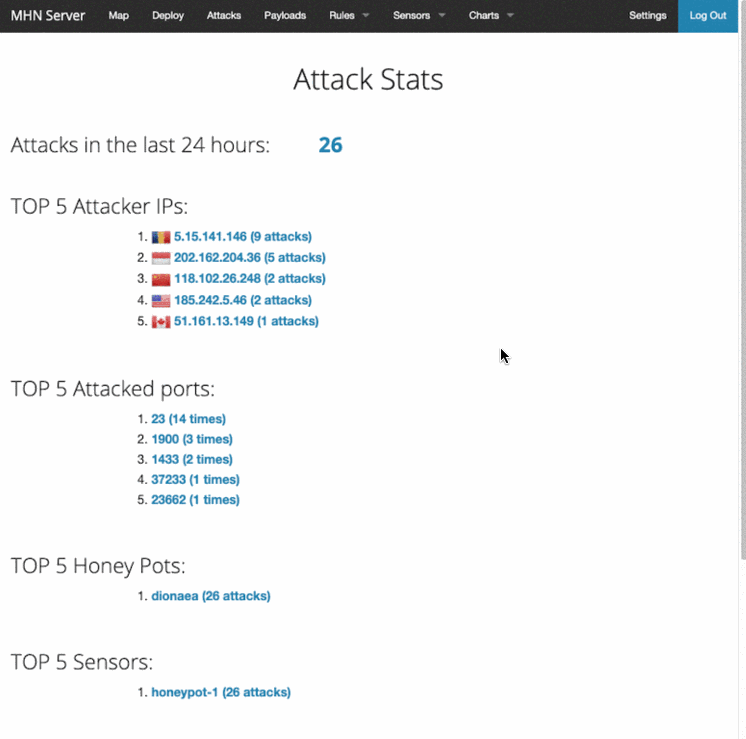 MHN Server Map Deploy Attacks Payloads Rules Sensors Charts Settings Log Out
Attack Stats
Attacks in the last 24 hours: 26
TOP 5 Attacker IPs:
1. 5.15.141.146 (9 attacks)
2. 202.162.204.36 (5 attacks)
3. 118.102.26.248 (2 attacks)
4. 185.242.5.46 (2 attacks)
5. 51.161.13.149 (1 attacks)
TOP 5 Attacked ports:
1. 23 (14 times)
2. 1900 (3 times)
3. 1433 (2 times)
4. 37233 (1 times)
5. 23662 (1 times)
TOP 5 Honey Pots:
1. dionaea (26 attacks)
TOP 5 Sensors:
1. honeypot-1 (26 attacks)